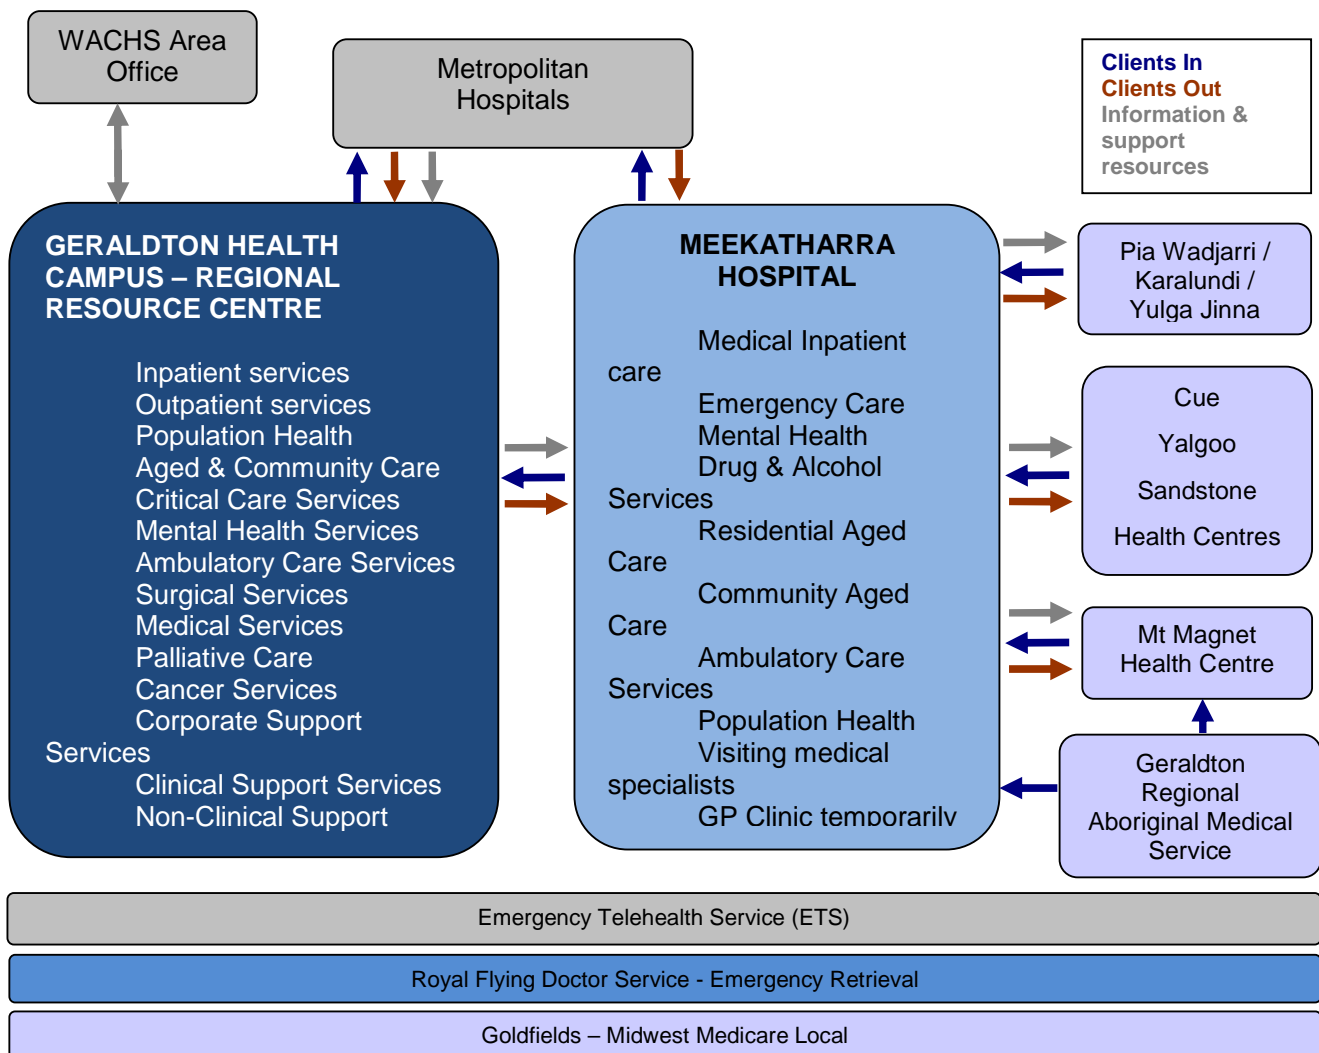 WACHS Area
Office
Metropolitan
Hospitals
Clients In
Clients Out
Information &
support
resources
GERALDTON HEALTH
CAMPUS – REGIONAL
RESOURCE CENTRE
Inpatient services
Outpatient services
Population Health
Aged & Community Care
Critical Care Services
Mental Health Services
Ambulatory Care Services
Surgical Services
Medical Services
Palliative Care
Cancer Services
Corporate Support
Services
Clinical Support Services
Non-Clinical Support
MEEKATHARRA
HOSPITAL
Medical Inpatient
care
Emergency Care
Mental Health
Drug & Alcohol
Services
Residential Aged
Care
Community Aged
Care
Ambulatory Care
Services
Population Health
Visiting medical
specialists
GP Clinic temporarily
Pia Wadjarri /
Karalundi /
Yulga Jinna
Cue
Yalgoo
Sandstone
Health Centres
Mt Magnet
Health Centre
Geraldton
Regional
Aboriginal Medical
Service
Emergency Telehealth Service (ETS)
Royal Flying Doctor Service - Emergency Retrieval
Goldfields – Midwest Medicare Local